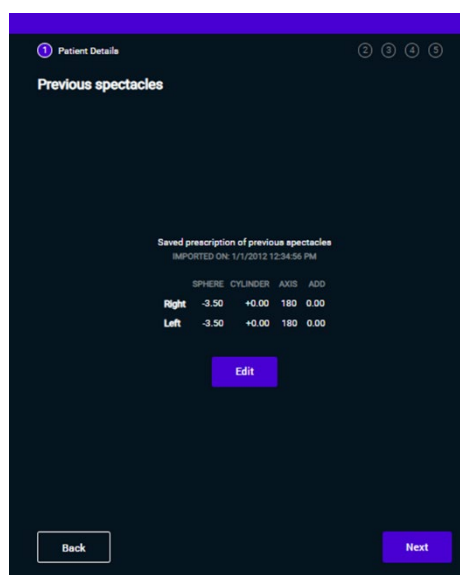 1 Patient Details 2 3 4 5
Previous spectacles
Saved prescription of previous spectacles
IMPORTED ON: 1/1/2012 12:34:56 PM
SPHERE CYLINDER AXIS ADD
Right -3.50 +0.00 180 0.00
Left -3.50 +0.00 180 0.00
Edit
Back Next